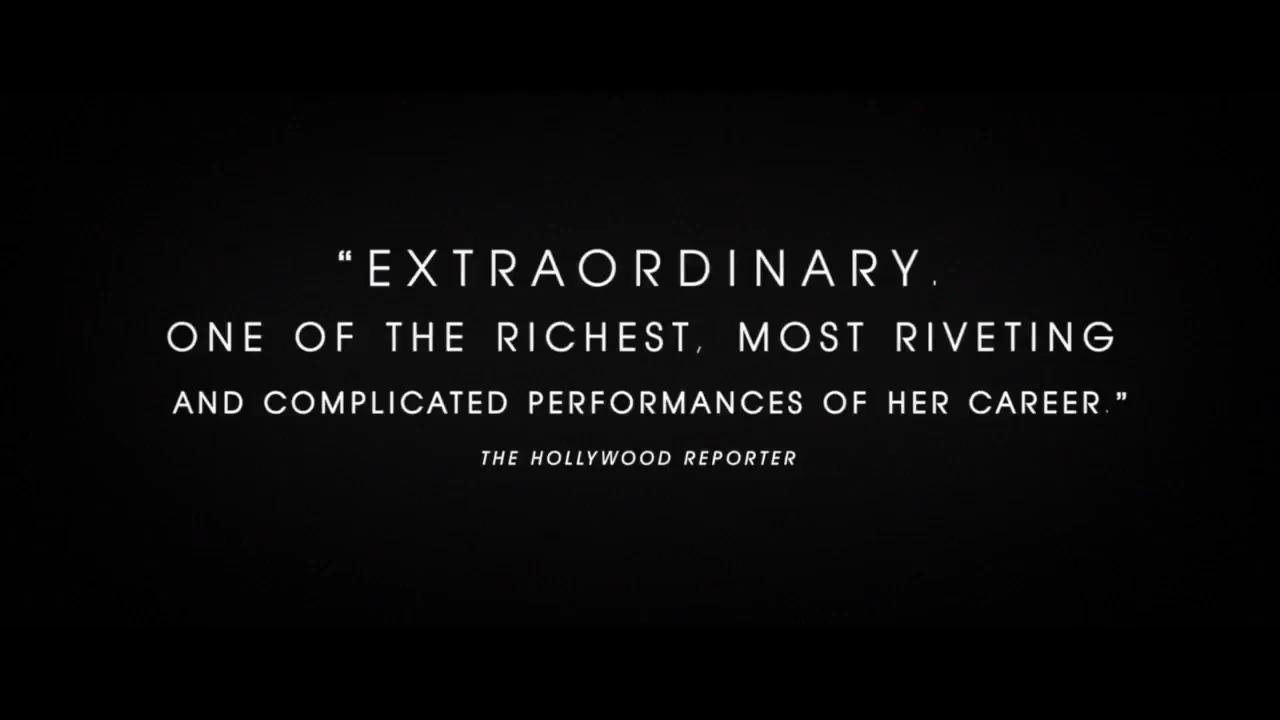 “EXTRAORDINARY.
ONE OF THE RICHEST, MOST RIVETING
AND COMPLICATED PERFORMANCES OF HER CAREER.”
THE HOLLYWOOD REPORTER